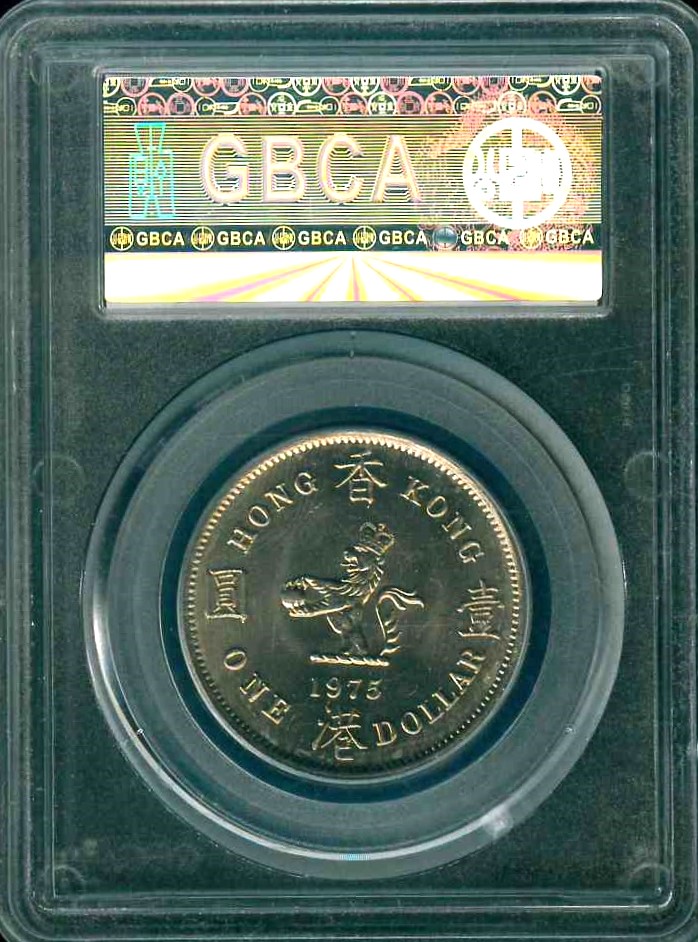 GBCA
GBCA GBCA GBCA GBCA GBCA GBCA
HONG 香 KONG
圓 壹
1975
ONE 港 DOLLAR